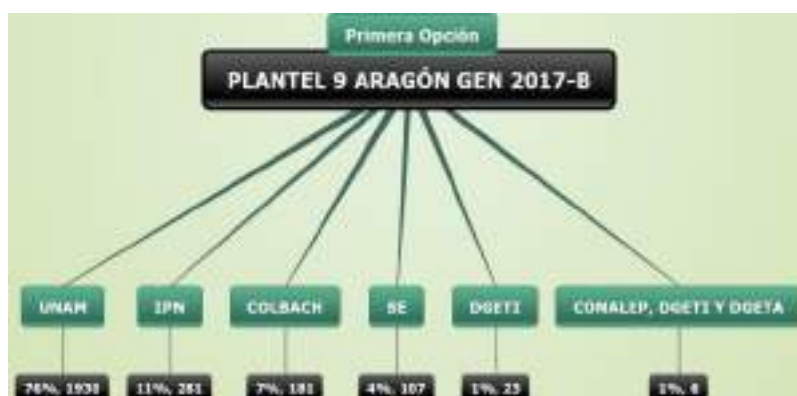 Primera Opción
PLANTEL 9 ARAGÓN GEN 2017-B
UNAM
IPN
COLBACH
SE
DGETI
CONALEP, DGETI Y DGETA
76%, 1930
11%, 281
7%, 181
4%, 107
1%, 23
1%, 6